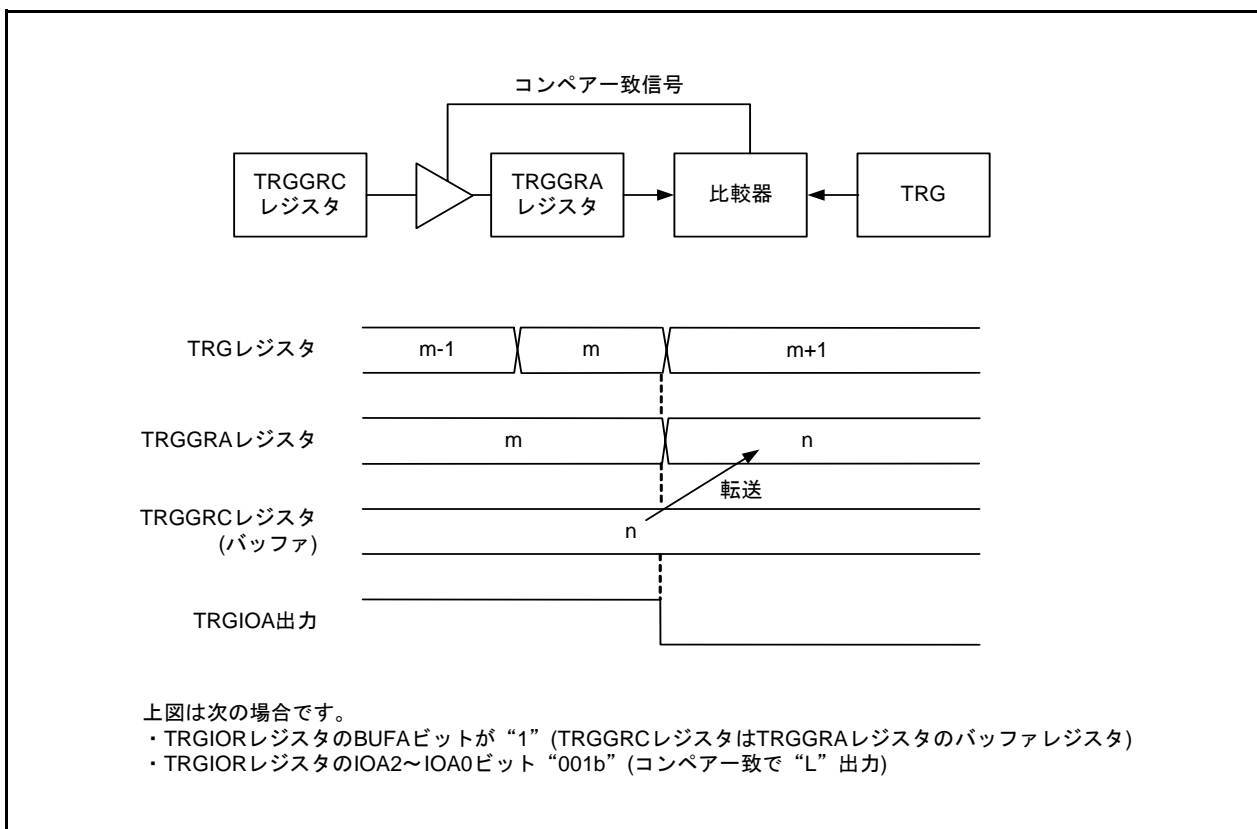 コンペアー致信号
TRGGRC
レジスタ
TRGGRA
レジスタ
比較器
TRG
TRGレジスタ
m-1
m
m+1
TRGGRAレジスタ
m
n
転送
TRGGRCレジスタ
(バッファ)
n
TRGIOA出力
上図は次の場合です。
・TRGIORレジスタのBUFAビットが“1”(TRGGRCレジスタはTRGGRAレジスタのバッファレジスタ)
・TRGIORレジスタのIOA2～IOA0ビット“001b”(コンペアー致で“L”出力)